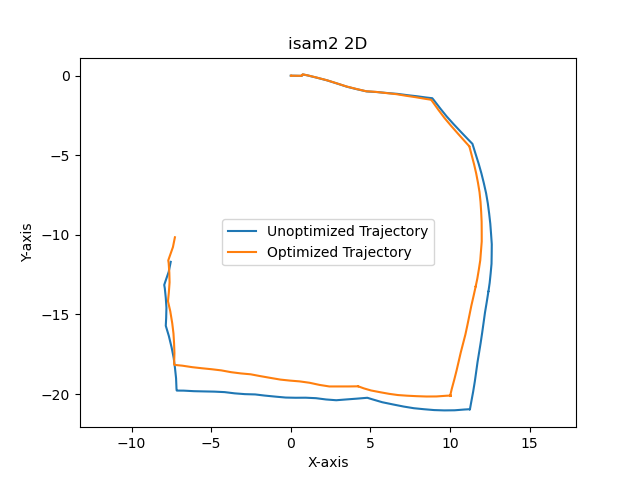 isam2 2D
0
−5
−10
−15
−20
Y-axis
Unoptimized Trajectory
Optimized Trajectory
−10 −5 0 5 10 15
X-axis